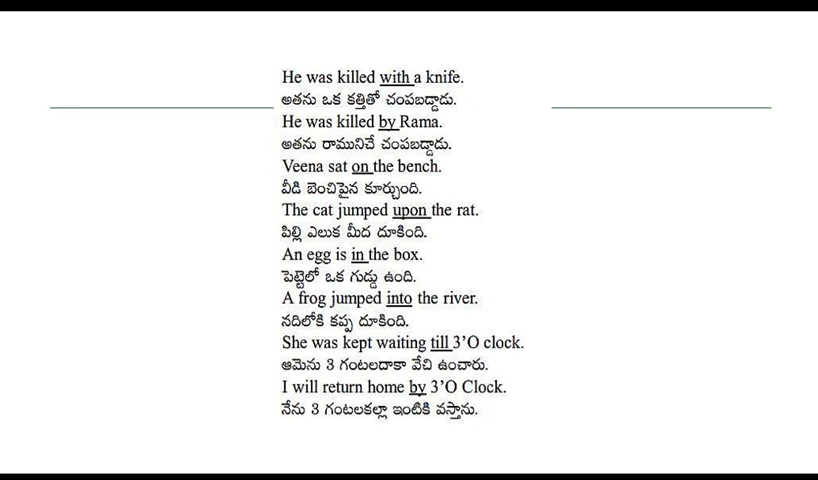 He was killed with a knife.
అతను ఒక కత్తితో చంపబడ్డాడు.
He was killed by Rama.
అతను రామునిచే చంపబడ్డాడు.
Veena sat on the bench.
వీడి బెంచిపైన కూర్చుంది.
The cat jumped upon the rat.
పిల్లి ఎలుక మీద దూకింది.
An egg is in the box.
పెట్టెలో ఒక గుడ్డు ఉంది.
A frog jumped into the river.
నదిలోకి కప్ప దూకింది.
She was kept waiting till 3’O clock.
ఆమెను 3 గంటలదాకా వేచి ఉంచారు.
I will return home by 3’O Clock.
నేను 3 గంటలకల్లా ఇంటికి వస్తాను.